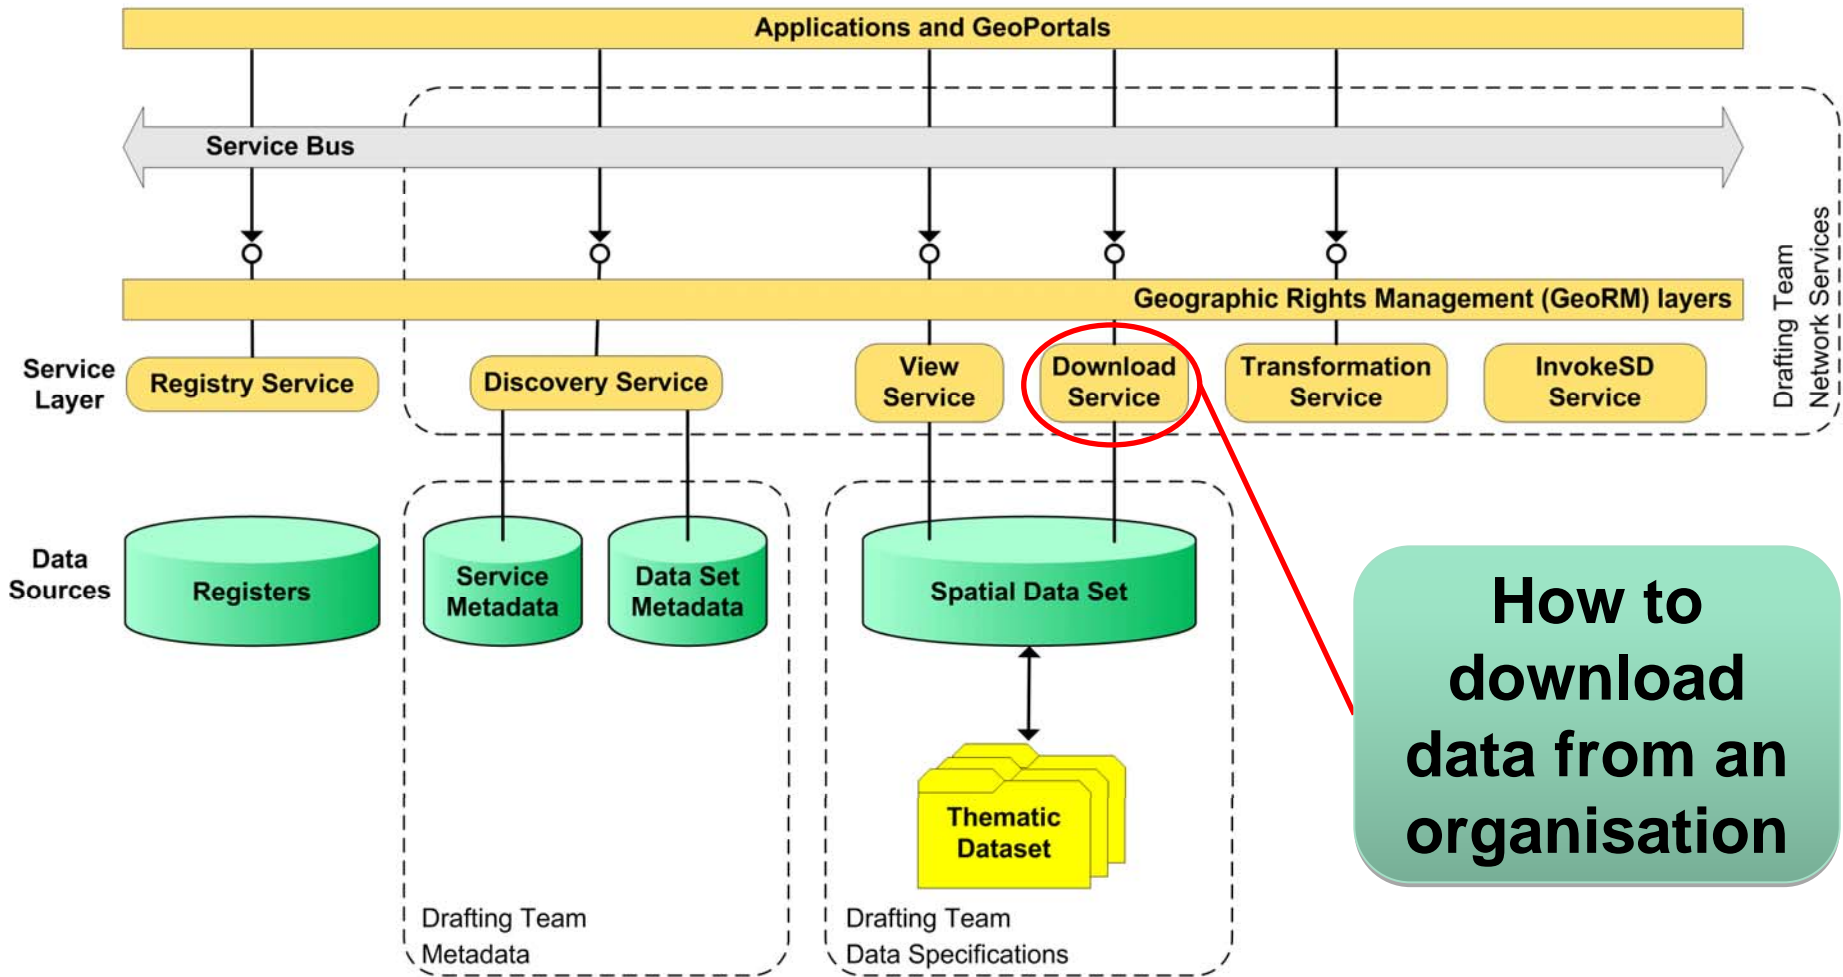 Applications and GeoPortals
Service Bus
Geographic Rights Management (GeoRM) layers
Drafting Team
Network Services
Service
Layer
Registry Service
Discovery Service
View
Service
Download
Service
Transformation
Service
InvokeSD
Service
Data
Sources
Registers
Service
Metadata
Data Set
Metadata
Spatial Data Set
Thematic
Dataset
Drafting Team
Metadata
Drafting Team
Data Specifications
How to
download
data from an
organisation